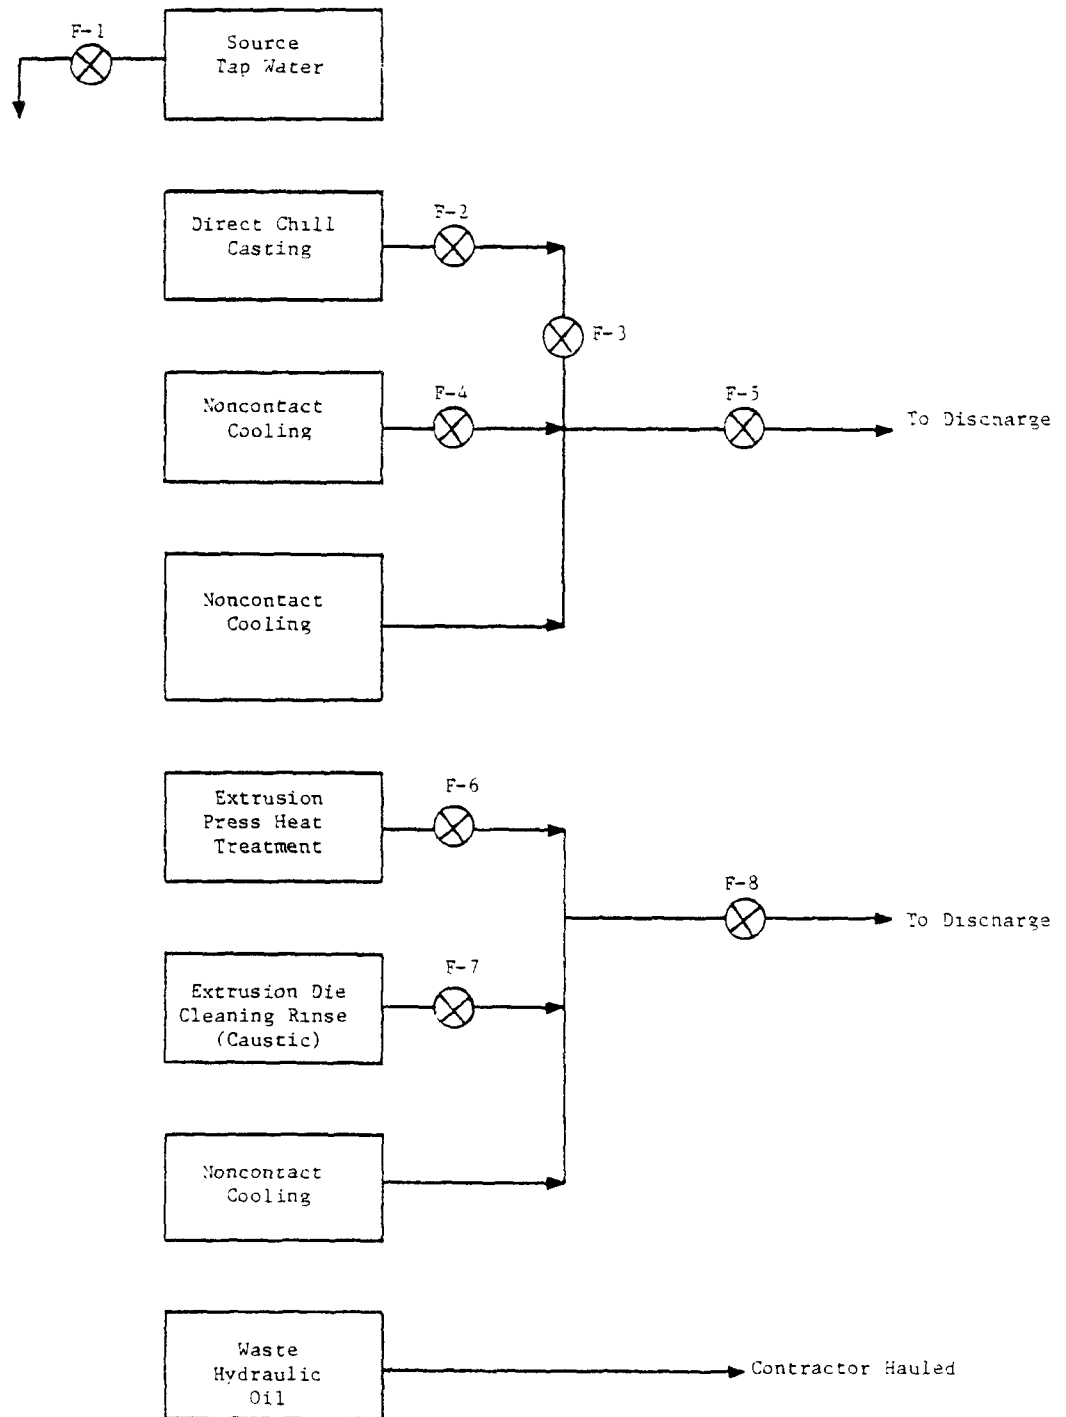 F-1
Source
Tap Water
Direct Chill
Casting
F-2
F-3
Noncontact
Cooling
F-4
F-5
To Discharge
Noncontact
Cooling
Extrusion
Press Heat
Treatment
F-6
F-8
To Discharge
Extrusion Die
Cleaning Rinse
(Caustic)
F-7
Noncontact
Cooling
Waste
Hydraulic
Oil
Contractor Hauled